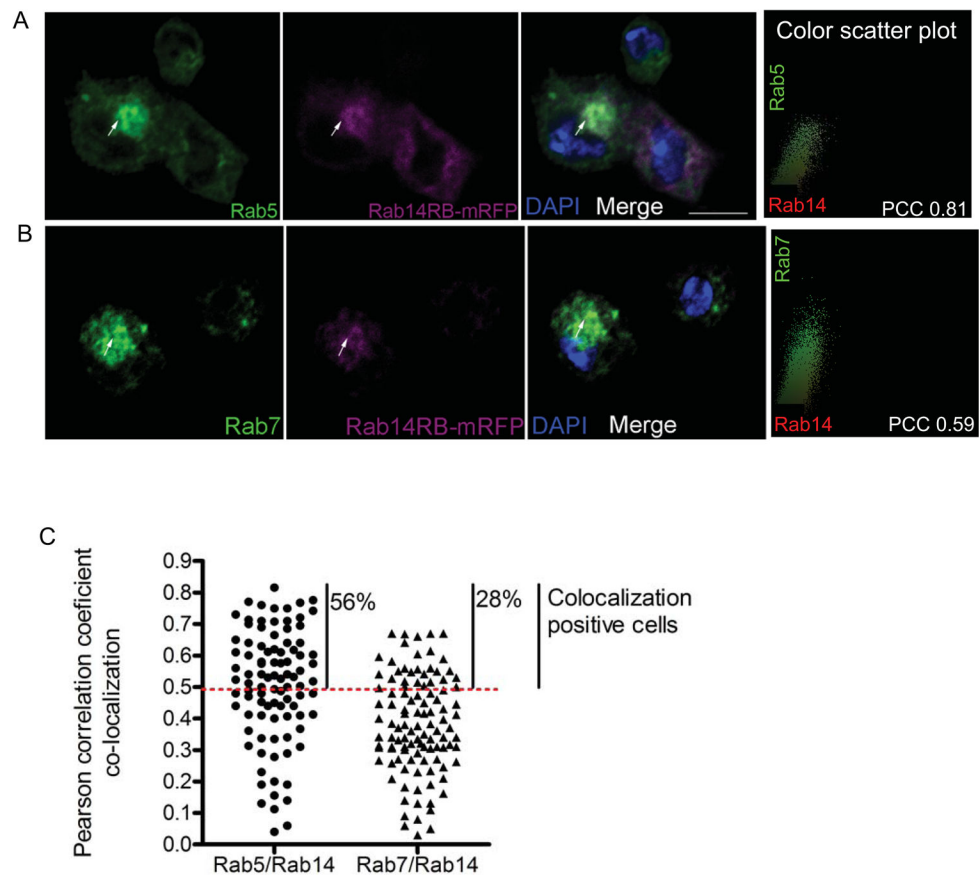 A
Color scatter plot
Rab5
Rab5
Rab14RB-mRFP
DAPI Merge
Rab14
PCC 0.81
B
Rab7
Rab7
Rab14RB-mRFP
DAPI Merge
Rab14
PCC 0.59
C
Pearson correlation coeficient
co-localization
0.9
0.8
0.7
0.6
0.5
0.4
0.3
0.2
0.1
0.0
56%
28%
Colocalization
positive cells
Rab5/Rab14
Rab7/Rab14